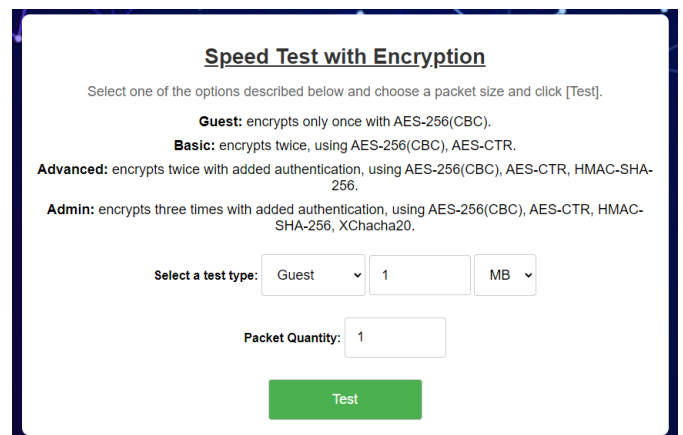 Speed Test with Encryption
Select one of the options described below and choose a packet size and click [Test].
Guest: encrypts only once with AES-256(CBC).
Basic: encrypts twice, using AES-256(CBC), AES-CTR.
Advanced: encrypts twice with added authentication, using AES-256(CBC), AES-CTR, HMAC-SHA-
256.
Admin: encrypts three times with added authentication, using AES-256(CBC), AES-CTR, HMAC-
SHA-256, XChacha20.
Select a test type: Guest 1 MB
Packet Quantity: 1
Test